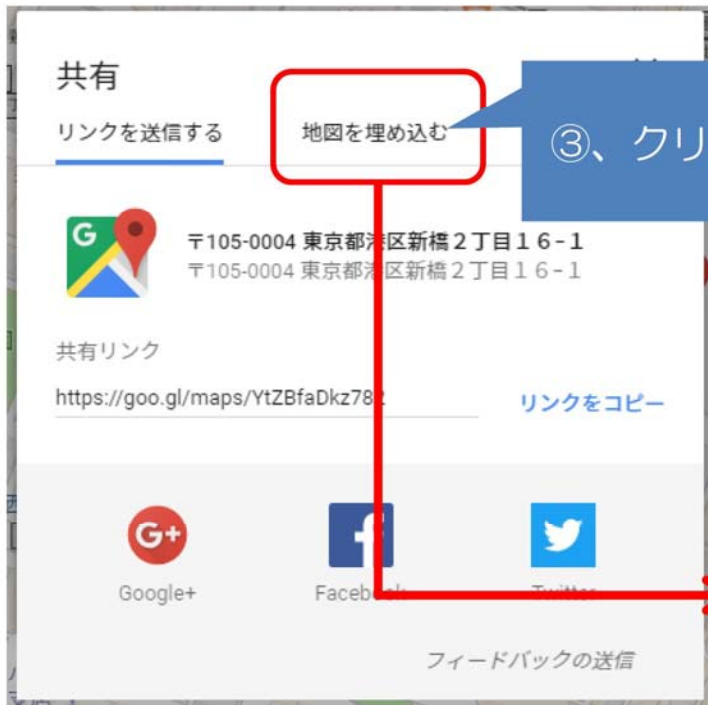 共有
リンクを送信する
地図を埋め込む
③、クリ
〒105-0004 東京都港区新橋２丁目１６−１
〒105-0004 東京都港区新橋２丁目１６−１
共有リンク
https://goo.gl/maps/YtZBfaDkz782
リンクをコピー
G+
Google+
Facebook
Twitter
フィードバックの送信